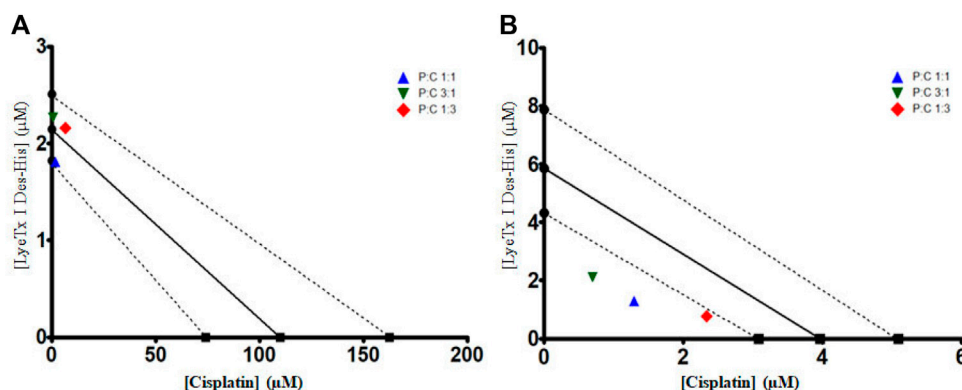 A
3
2
1
0
0
50
100
150
200
[LyeTx I Des-His] (μM)
[Cisplatin] (μM)
P:C 1:1
P:C 3:1
P:C 1:3
B
10
8
6
4
2
0
0
2
4
6
[LyeTx I Des-His] (μM)
[Cisplatin] (μM)
P:C 1:1
P:C 3:1
P:C 1:3